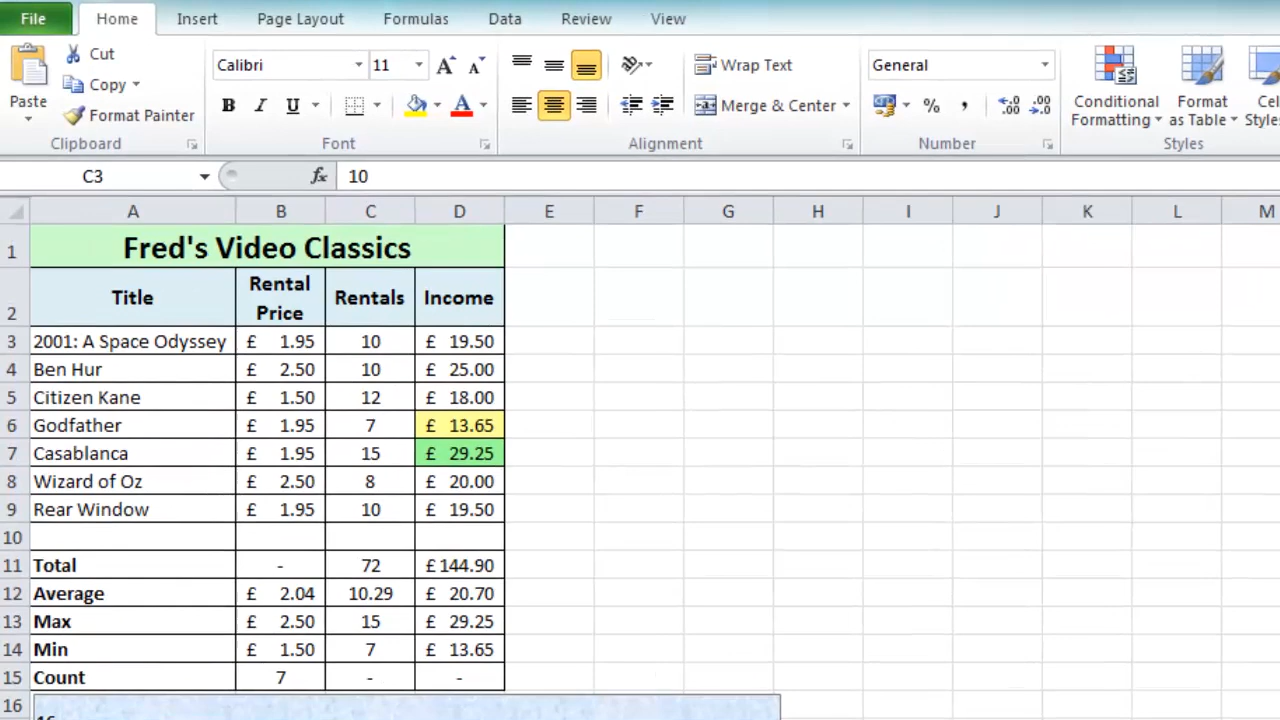 File Home Insert Page Layout Formulas Data Review View
Cut
Copy
Paste
Format Painter
Clipboard
Calibri 11
B I U A
Font
Wrap Text
Merge & Center
Alignment
General
% ,
Number
Conditional Formatting
Format as Table
Styles
C3 fx 10
A B C D E F G H I J K L M
1 Fred's Video Classics
2 Title Rental Price Rentals Income
3 2001: A Space Odyssey £ 1.95 10 £ 19.50
4 Ben Hur £ 2.50 10 £ 25.00
5 Citizen Kane £ 1.50 12 £ 18.00
6 Godfather £ 1.95 7 £ 13.65
7 Casablanca £ 1.95 15 £ 29.25
8 Wizard of Oz £ 2.50 8 £ 20.00
9 Rear Window £ 1.95 10 £ 19.50
10
11 Total - 72 £ 144.90
12 Average £ 2.04 10.29 £ 20.70
13 Max £ 2.50 15 £ 29.25
14 Min £ 1.50 7 £ 13.65
15 Count 7 - -
16